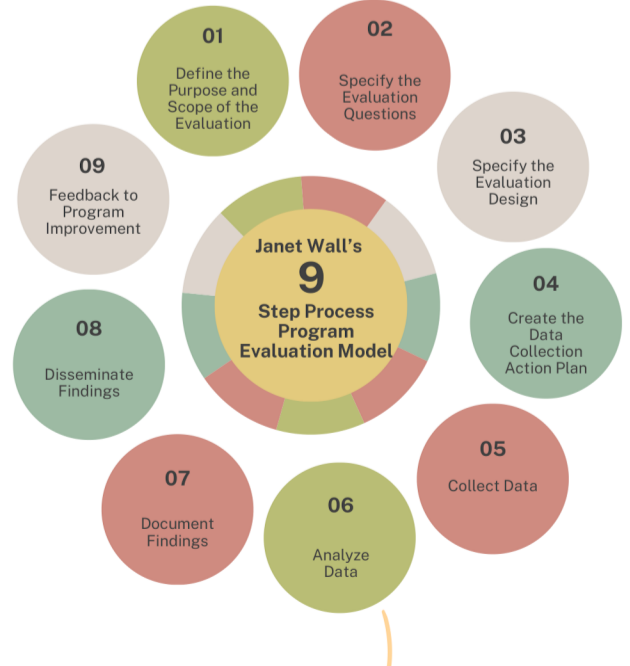 01
Define the
Purpose and
Scope of the
Evaluation
02
Specify the
Evaluation
Questions
03
Specify the
Evaluation
Design
04
Create the
Data
Collection
Action Plan
05
Collect Data
06
Analyze
Data
07
Document
Findings
08
Disseminate
Findings
09
Feedback to
Program
Improvement
Janet Wall's
9
Step Process
Program
Evaluation Model